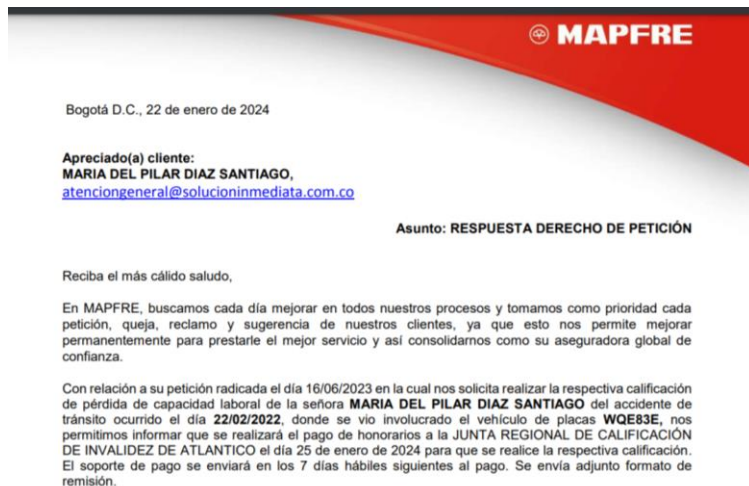 MAPFRE
Bogotá D.C., 22 de enero de 2024
Apreciado(a) cliente:
MARIA DEL PILAR DIAZ SANTIAGO,
atenciongeneral@solucioninmediata.com.co
Asunto: RESPUESTA DERECHO DE PETICIÓN
Reciba el más cálido saludo,
En MAPFRE, buscamos cada día mejorar en todos nuestros procesos y tomamos como prioridad cada
petición, queja, reclamo y sugerencia de nuestros clientes, ya que esto nos permite mejorar
permanentemente para prestarle el mejor servicio y así consolidarnos como su aseguradora global de
confianza.
Con relación a su petición radicada el día 16/06/2023 en la cual nos solicita realizar la respectiva calificación
de pérdida de capacidad laboral de la señora MARIA DEL PILAR DIAZ SANTIAGO del accidente de
tránsito ocurrido el día 22/02/2022, donde se vio involucrado el vehículo de placas WQE83E, nos
permitimos informar que se realizará el pago de honorarios a la JUNTA REGIONAL DE CALIFICACIÓN
DE INVALIDEZ DE ATLANTICO el día 25 de enero de 2024 para que se realice la respectiva calificación.
El soporte de pago se enviará en los 7 días hábiles siguientes al pago. Se envía adjunto formato de
remisión.